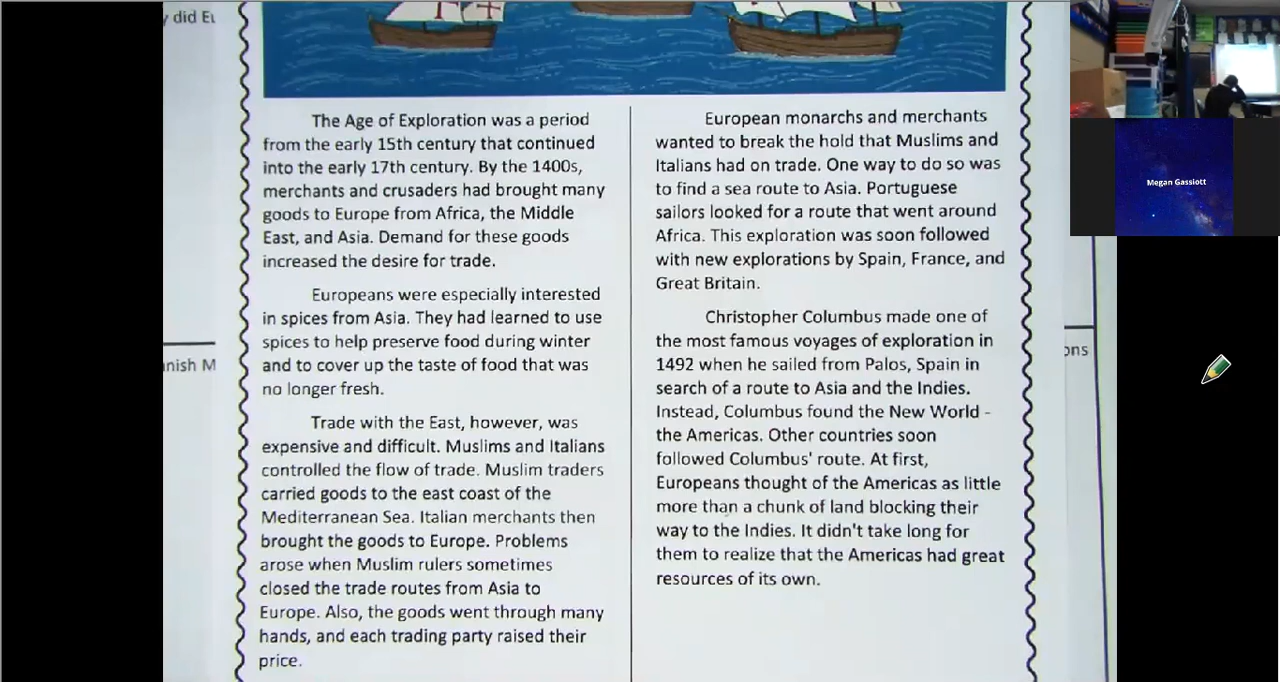 did Eu
nish M
The Age of Exploration was a period
from the early 15th century that continued
into the early 17th century. By the 1400s,
merchants and crusaders had brought many
goods to Europe from Africa, the Middle
East, and Asia. Demand for these goods
increased the desire for trade.
Europeans were especially interested
in spices from Asia. They had learned to use
spices to help preserve food during winter
and to cover up the taste of food that was
no longer fresh.
Trade with the East, however, was
expensive and difficult. Muslims and Italians
controlled the flow of trade. Muslim traders
carried goods to the east coast of the
Mediterranean Sea. Italian merchants then
brought the goods to Europe. Problems
arose when Muslim rulers sometimes
closed the trade routes from Asia to
Europe. Also, the goods went through many
hands, and each trading party raised their
price.
European monarchs and merchants
wanted to break the hold that Muslims and
Italians had on trade. One way to do so was
to find a sea route to Asia. Portuguese
sailors looked for a route that went around
Africa. This exploration was soon followed
with new explorations by Spain, France, and
Great Britain.
Christopher Columbus made one of
the most famous voyages of exploration in
1492 when he sailed from Palos, Spain in
search of a route to Asia and the Indies.
Instead, Columbus found the New World -
the Americas. Other countries soon
followed Columbus' route. At first,
Europeans thought of the Americas as little
more than a chunk of land blocking their
way to the Indies. It didn't take long for
them to realize that the Americas had great
resources of its own.
ons
Megan Gassiott